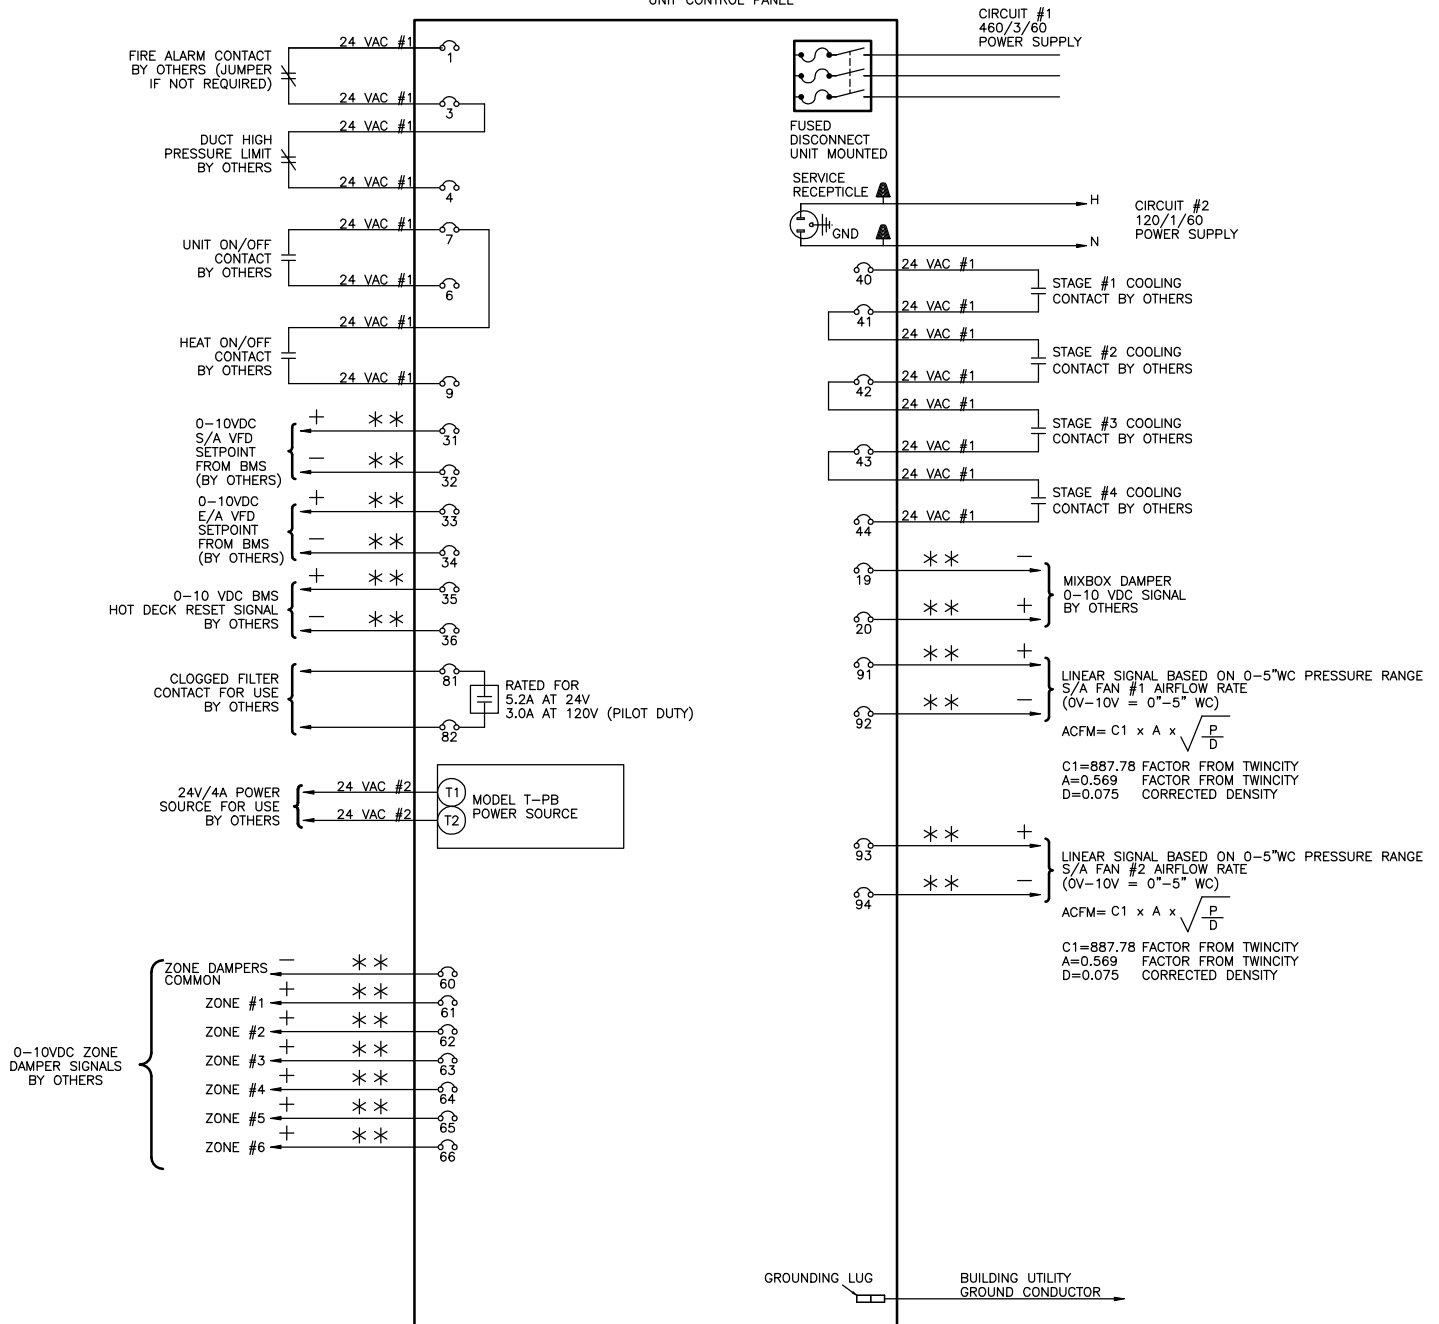 UNIT CONTROL PANEL
FIRE ALARM CONTACT
BY OTHERS (JUMPER
IF NOT REQUIRED)
24 VAC #1
1
24 VAC #1
3
24 VAC #1
DUCT HIGH
PRESSURE LIMIT
BY OTHERS
24 VAC #1
4
24 VAC #1
7
UNIT ON/OFF
CONTACT
BY OTHERS
24 VAC #1
6
24 VAC #1
HEAT ON/OFF
CONTACT
BY OTHERS
24 VAC #1
9
0-10VDC
S/A VFD
SETPOINT
FROM BMS
(BY OTHERS)
+ **
31
- **
32
0-10VDC
E/A VFD
SETPOINT
FROM BMS
(BY OTHERS)
+ **
33
- **
34
0-10 VDC BMS
HOT DECK RESET SIGNAL
BY OTHERS
+ **
35
- **
36
CLOGGED FILTER
CONTACT FOR USE
BY OTHERS
81
82
RATED FOR
5.2A AT 24V
3.0A AT 120V (PILOT DUTY)
24V/4A POWER
SOURCE FOR USE
BY OTHERS
24 VAC #2
T1
24 VAC #2
T2
MODEL T-PB
POWER SOURCE
0-10VDC ZONE
DAMPER SIGNALS
BY OTHERS
ZONE DAMPERS
COMMON
- **
60
ZONE #1 + **
61
ZONE #2 + **
62
ZONE #3 + **
63
ZONE #4 + **
64
ZONE #5 + **
65
ZONE #6 + **
66
CIRCUIT #1
460/3/60
POWER SUPPLY
FUSED
DISCONNECT
UNIT MOUNTED
SERVICE
RECEPTICLE
GND
H
N
CIRCUIT #2
120/1/60
POWER SUPPLY
40
24 VAC #1
STAGE #1 COOLING
CONTACT BY OTHERS
41
24 VAC #1
24 VAC #1
STAGE #2 COOLING
CONTACT BY OTHERS
42
24 VAC #1
24 VAC #1
STAGE #3 COOLING
CONTACT BY OTHERS
43
24 VAC #1
24 VAC #1
STAGE #4 COOLING
CONTACT BY OTHERS
44
24 VAC #1
19
** -
20
** +
MIXBOX DAMPER
0-10 VDC SIGNAL
BY OTHERS
91
** +
92
** -
LINEAR SIGNAL BASED ON 0-5"WC PRESSURE RANGE
S/A FAN #1 AIRFLOW RATE
(0V-10V = 0"-5" WC)
ACFM= C1 x A x √P/D
C1=887.78 FACTOR FROM TWINCITY
A=0.569 FACTOR FROM TWINCITY
D=0.075 CORRECTED DENSITY
93
** +
94
** -
LINEAR SIGNAL BASED ON 0-5"WC PRESSURE RANGE
S/A FAN #2 AIRFLOW RATE
(0V-10V = 0"-5" WC)
ACFM= C1 x A x √P/D
C1=887.78 FACTOR FROM TWINCITY
A=0.569 FACTOR FROM TWINCITY
D=0.075 CORRECTED DENSITY
GROUNDING LUG
BUILDING UTILITY
GROUND CONDUCTOR